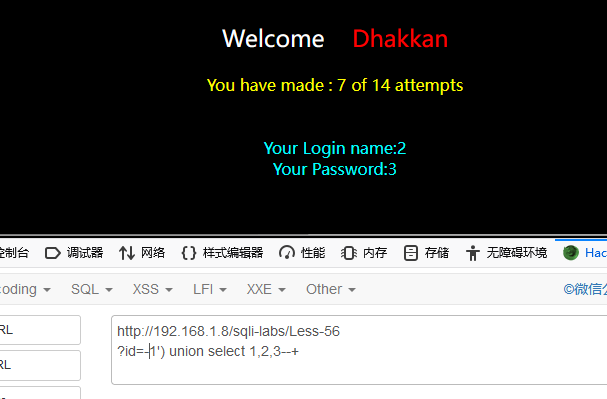 Welcome Dhakkan
You have made : 7 of 14 attempts
Your Login name:2
Your Password:3
控制台 调试器 网络 {} 样式编辑器 性能 内存 存储 无障碍环境 Hac
coding SQL XSS LFI XXE Other ©微信公
RL http://192.168.1.8/sqli-labs/Less-56
?id=-1') union select 1,2,3--+
RL